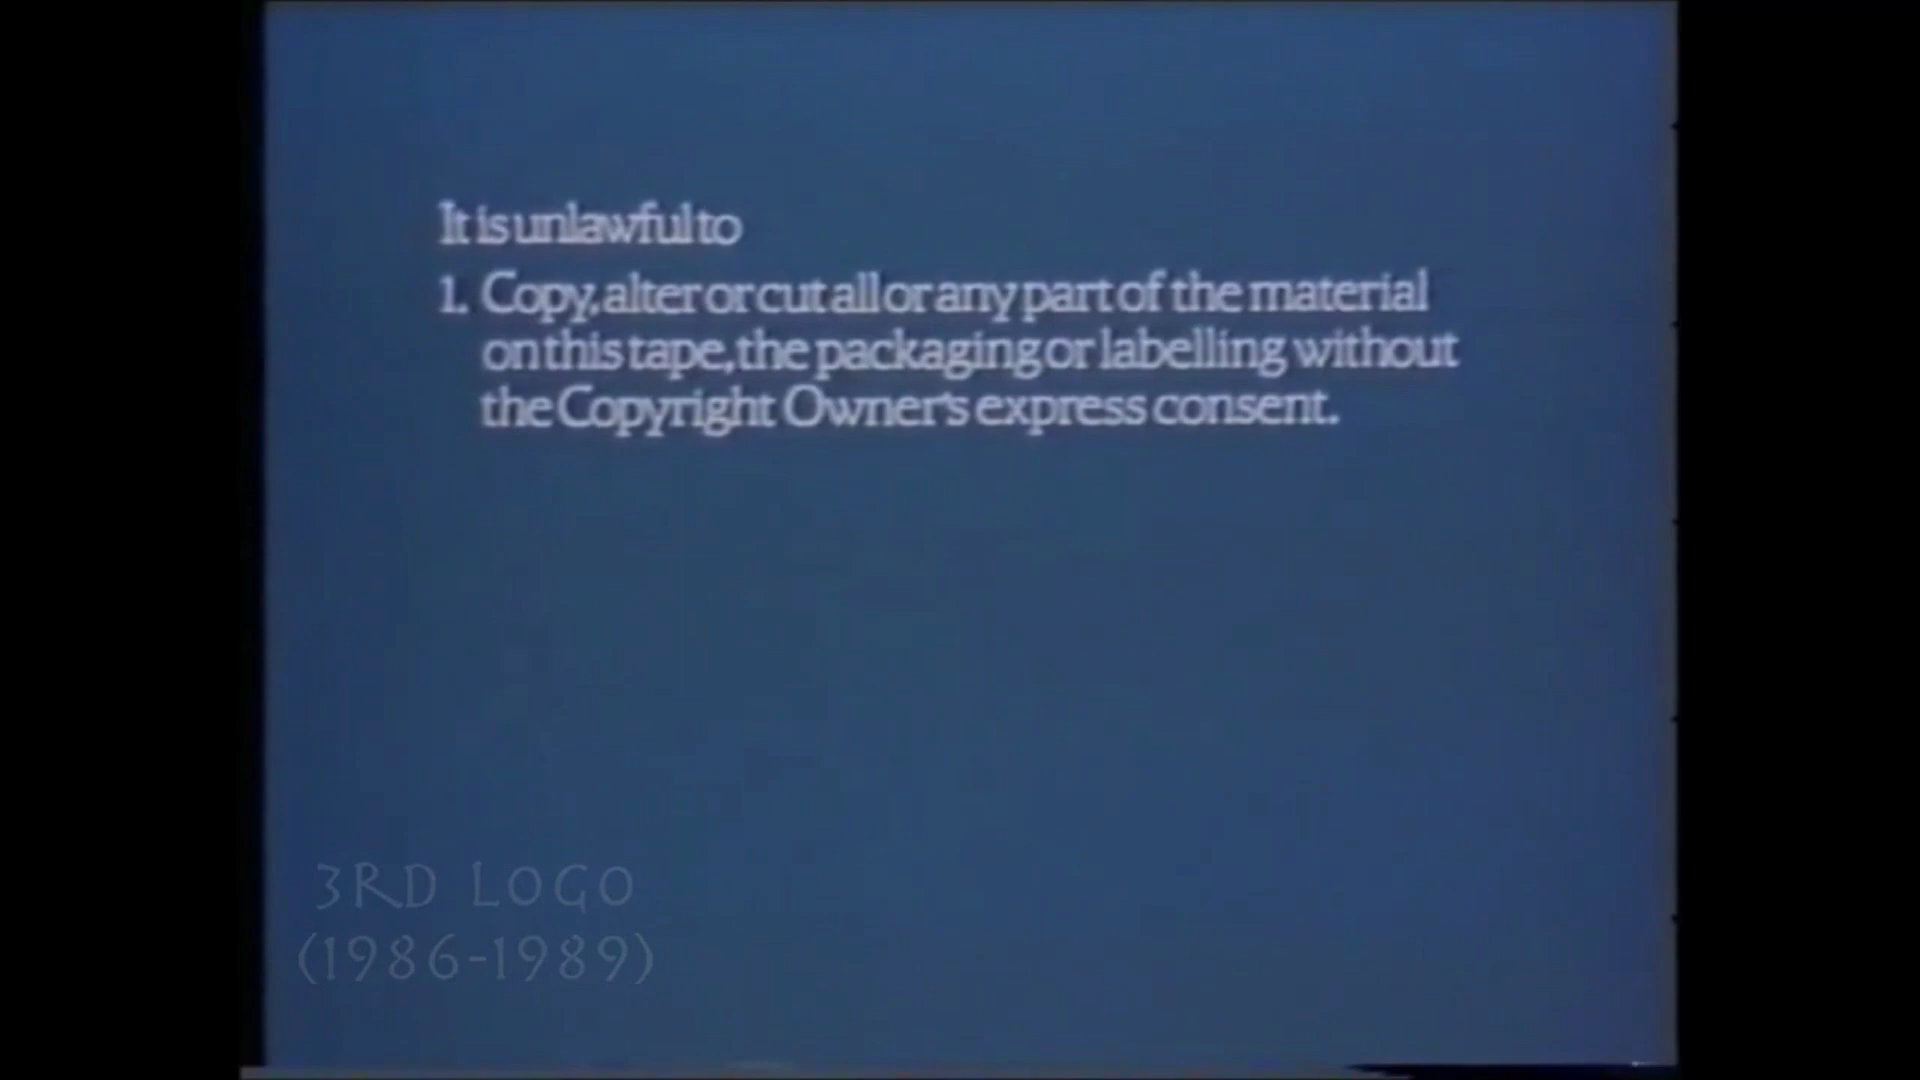 It is unlawful to
1. Copy, alter or cut all or any part of the material
on this tape, the packaging or labelling without
the Copyright Owner's express consent.
3RD LOGO
(1986-1989)